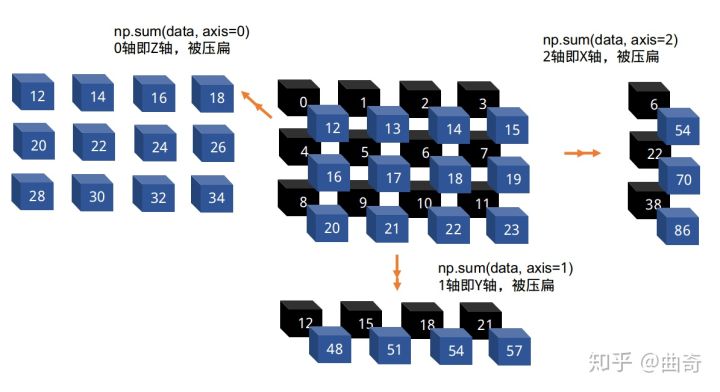 np.sum(data, axis=0)
0轴即Z轴，被压扁
np.sum(data, axis=2)
2轴即X轴，被压扁
12 14 16 18
20 22 24 26
28 30 32 34
0 1 2 3
12 13 14 15
4 5 6 7
16 17 18 19
8 9 10 11
20 21 22 23
6
54
22
70
38
86
np.sum(data, axis=1)
1轴即Y轴，被压扁
12 15 18 21
48 51 54 57
知乎 @曲奇